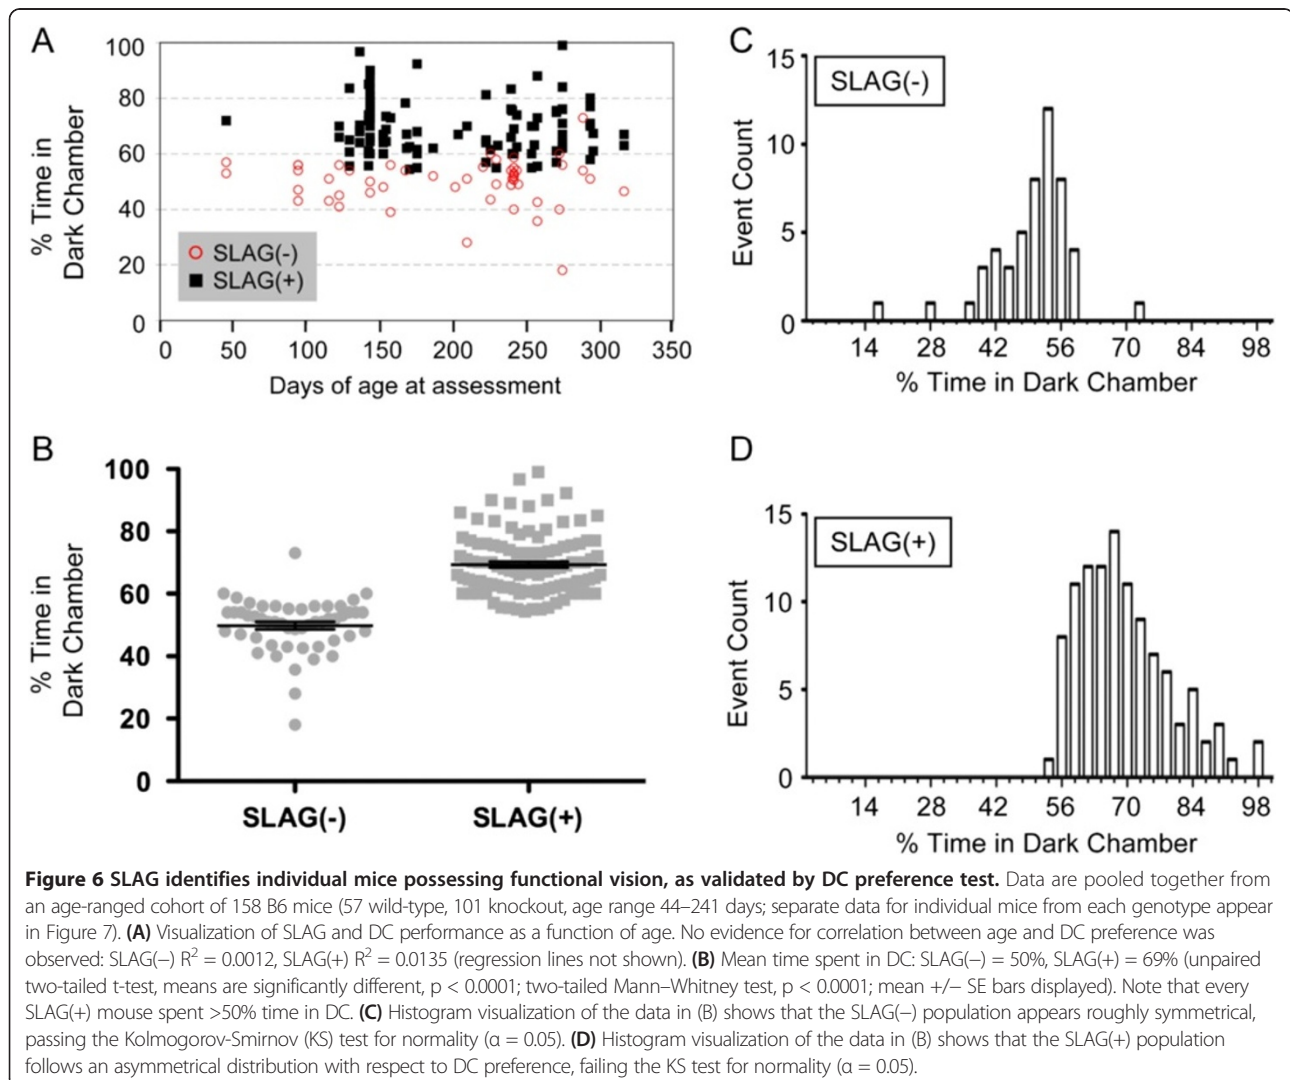 A
100
80
60
40
20
0
% Time in
Dark Chamber
SLAG(-)
SLAG(+)
0 50 100 150 200 250 300 350
Days of age at assessment
C
15
10
5
0
Event Count
SLAG(-)
14 28 42 56 70 84 98
% Time in Dark Chamber
B
100
80
60
40
20
0
% Time in
Dark Chamber
SLAG(-) SLAG(+)
D
15
10
5
0
Event Count
SLAG(+)
14 28 42 56 70 84 98
% Time in Dark Chamber
Figure 6 SLAG identifies individual mice possessing functional vision, as validated by DC preference test. Data are pooled together from
an age-ranged cohort of 158 B6 mice (57 wild-type, 101 knockout, age range 44–241 days; separate data for individual mice from each genotype appear
in Figure 7). (A) Visualization of SLAG and DC performance as a function of age. No evidence for correlation between age and DC preference was
observed: SLAG(−) R² = 0.0012, SLAG(+) R² = 0.0135 (regression lines not shown). (B) Mean time spent in DC: SLAG(−) = 50%, SLAG(+) = 69% (unpaired
two-tailed t-test, means are significantly different, p < 0.0001; two-tailed Mann–Whitney test, p < 0.0001; mean +/− SE bars displayed). Note that every
SLAG(+) mouse spent >50% time in DC. (C) Histogram visualization of the data in (B) shows that the SLAG(−) population appears roughly symmetrical,
passing the Kolmogorov-Smirnov (KS) test for normality (α = 0.05). (D) Histogram visualization of the data in (B) shows that the SLAG(+) population
follows an asymmetrical distribution with respect to DC preference, failing the KS test for normality (α = 0.05).